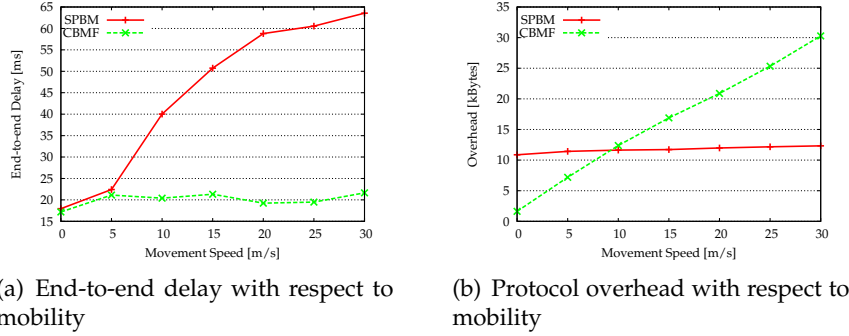 65
60
55
50
45
40
35
30
25
20
15
End-to-end Delay [ms]
SPBM
CBMF
0 5 10 15 20 25 30
Movement Speed [m/s]
(a) End-to-end delay with respect to
mobility
35
30
25
20
15
10
5
0
Overhead [kBytes]
SPBM
CBMF
0 5 10 15 20 25 30
Movement Speed [m/s]
(b) Protocol overhead with respect to
mobility